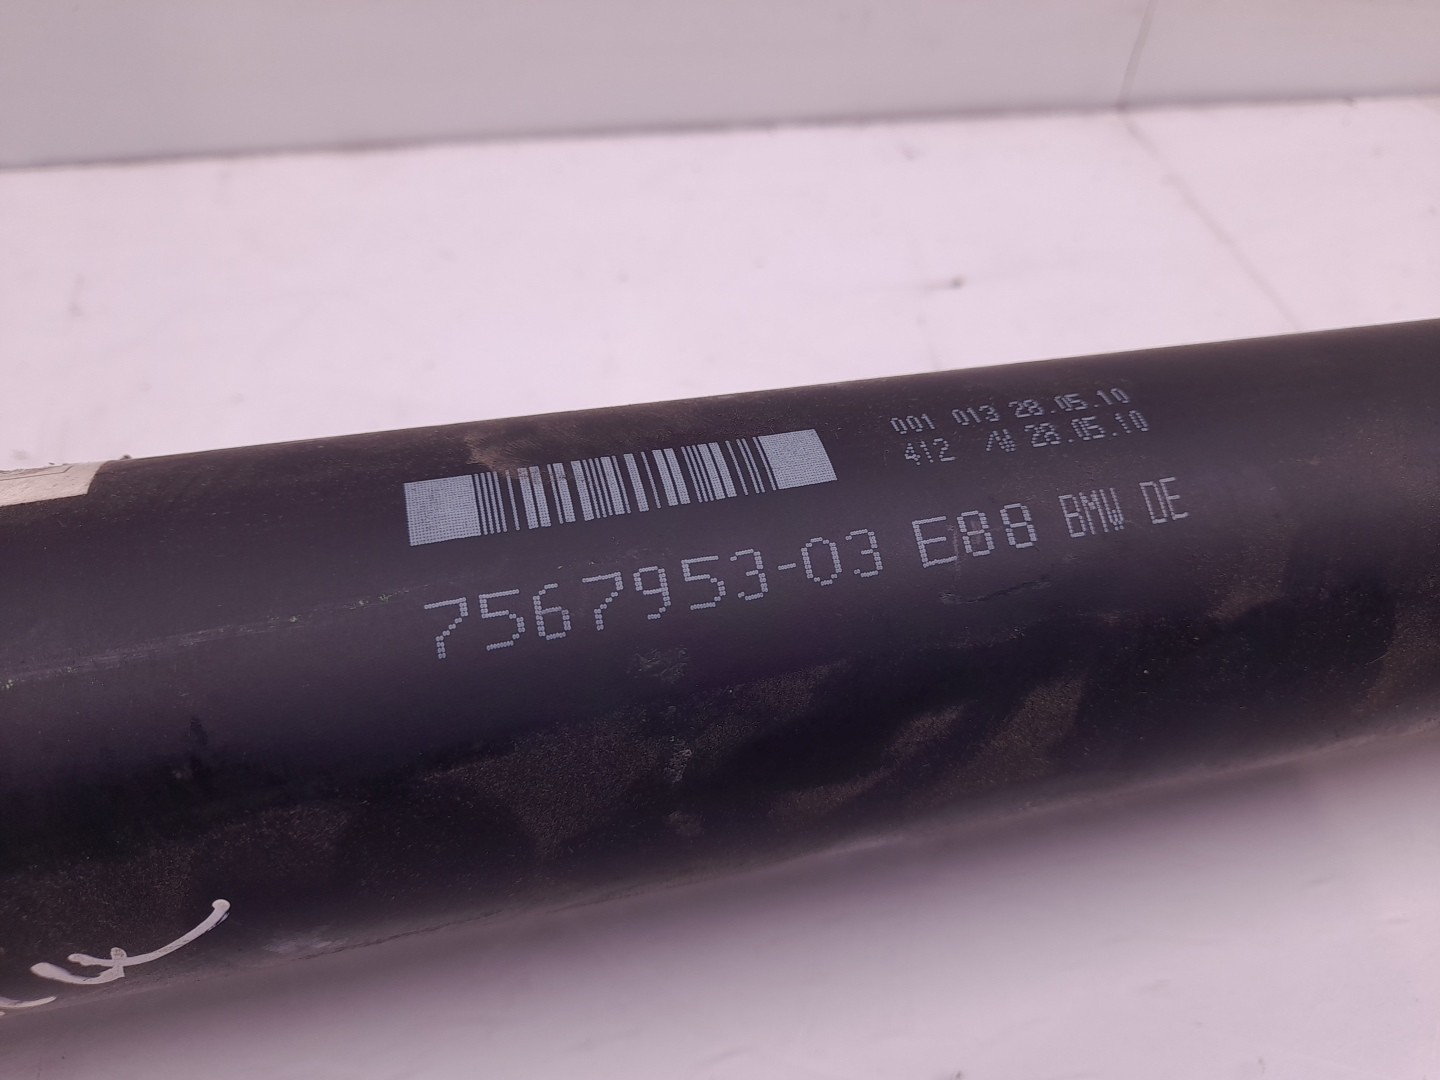 001 013 28.05.10
412 /W 28.05.10
7567953-03 E88 BMW DE